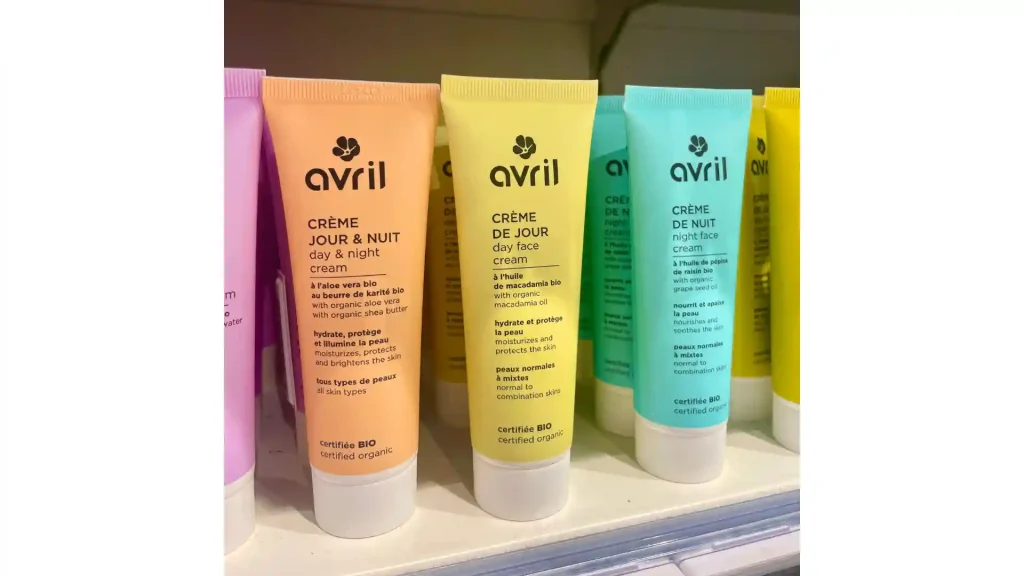 avril
CRÈME
JOUR & NUIT
day & night
cream
à l'aloe vera bio
au beurre de karité bio
with organic aloe vera
with organic shea butter
hydrate, protège
et illumine la peau
moisturizes, protects
and brightens the skin
tous types de peaux
all skin types
certifiée BIO
certified organic
avril
CRÈME
DE JOUR
day face
cream
à l'huile
de macadamia bio
with organic
macadamia oil
hydrate et protège
la peau
moisturizes and
protects the skin
peaux normales
à mixtes
normal to
combination skins
certifiée BIO
certified organic
avril
CRÈME
DE NUIT
night face
cream
à l'huile de pépins
de raisin bio
with organic
grape seed oil
nourrit et apaise
la peau
nourishes and
soothes the skin
peaux normales
à mixtes
normal to
combination skins
certifiée BIO
certified organic
water